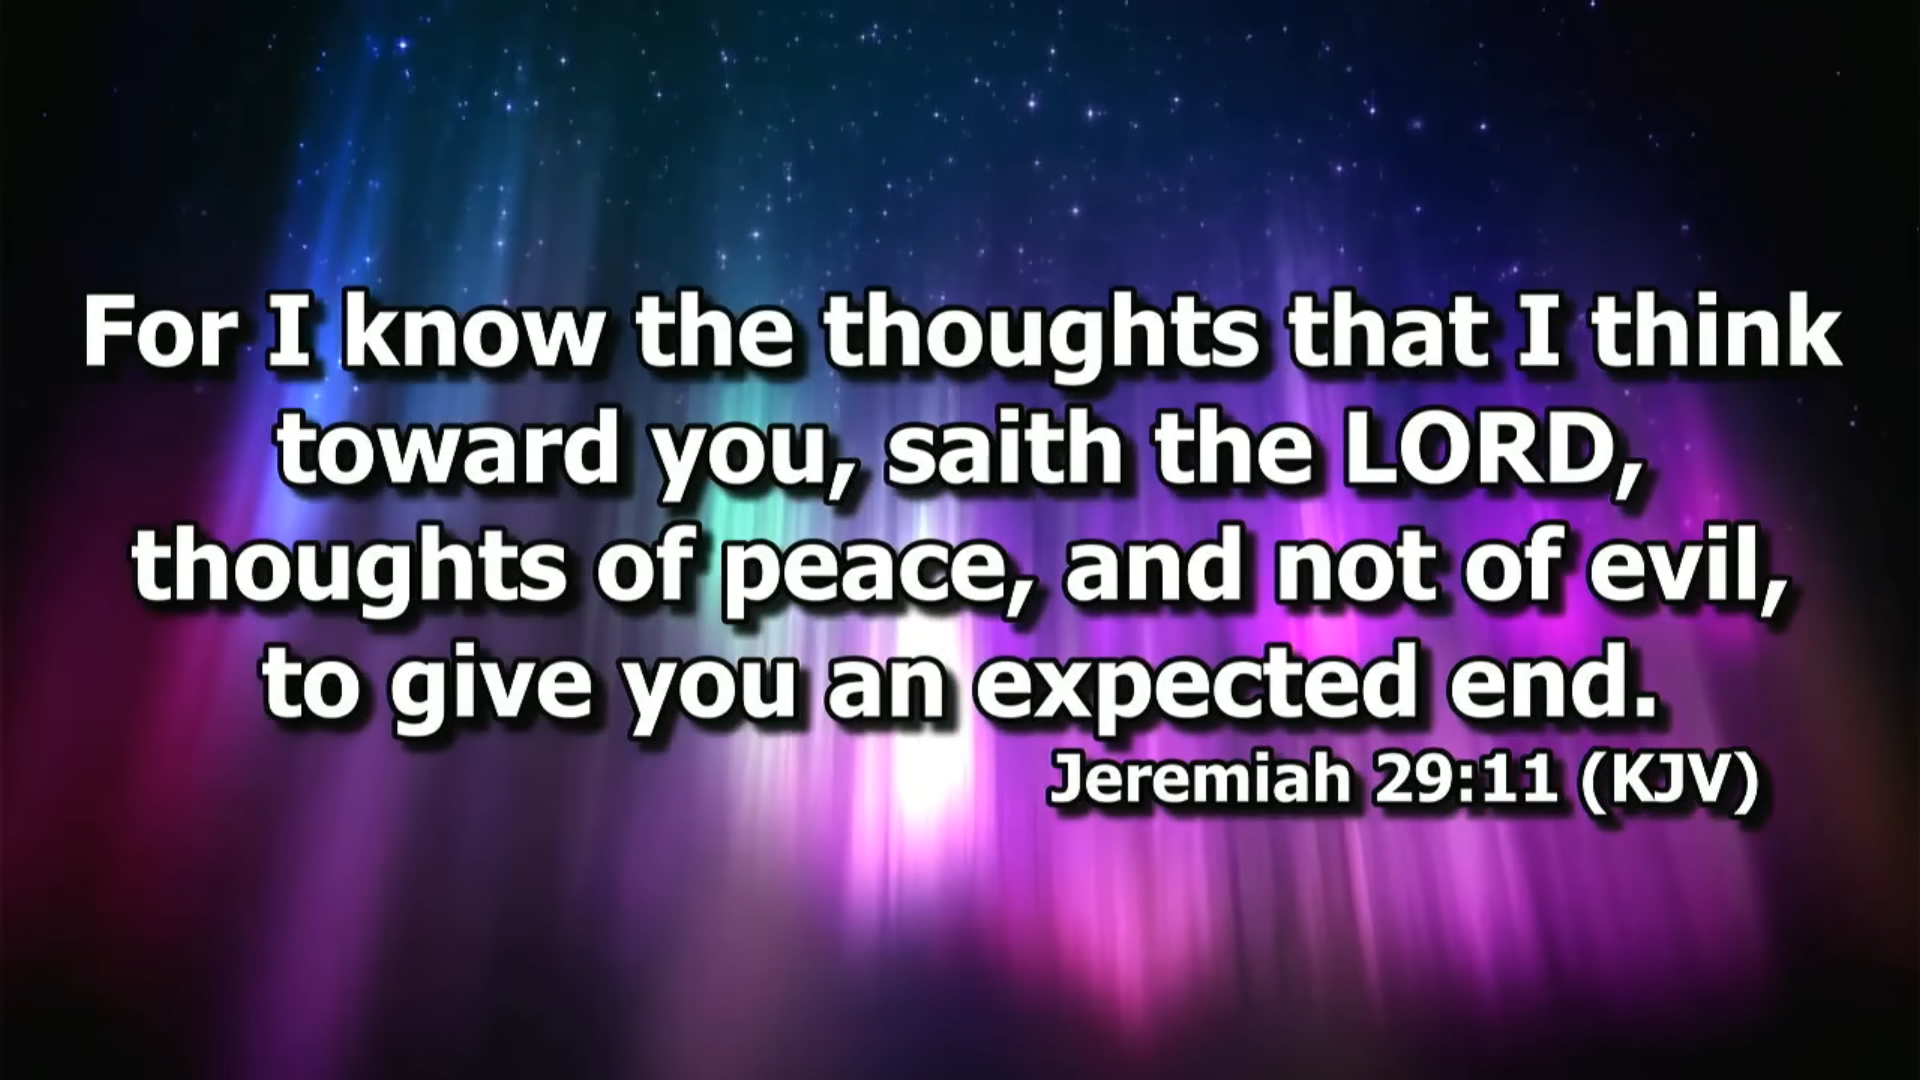 For I know the thoughts that I think
toward you, saith the LORD,
thoughts of peace, and not of evil,
to give you an expected end.
Jeremiah 29:11 (KJV)